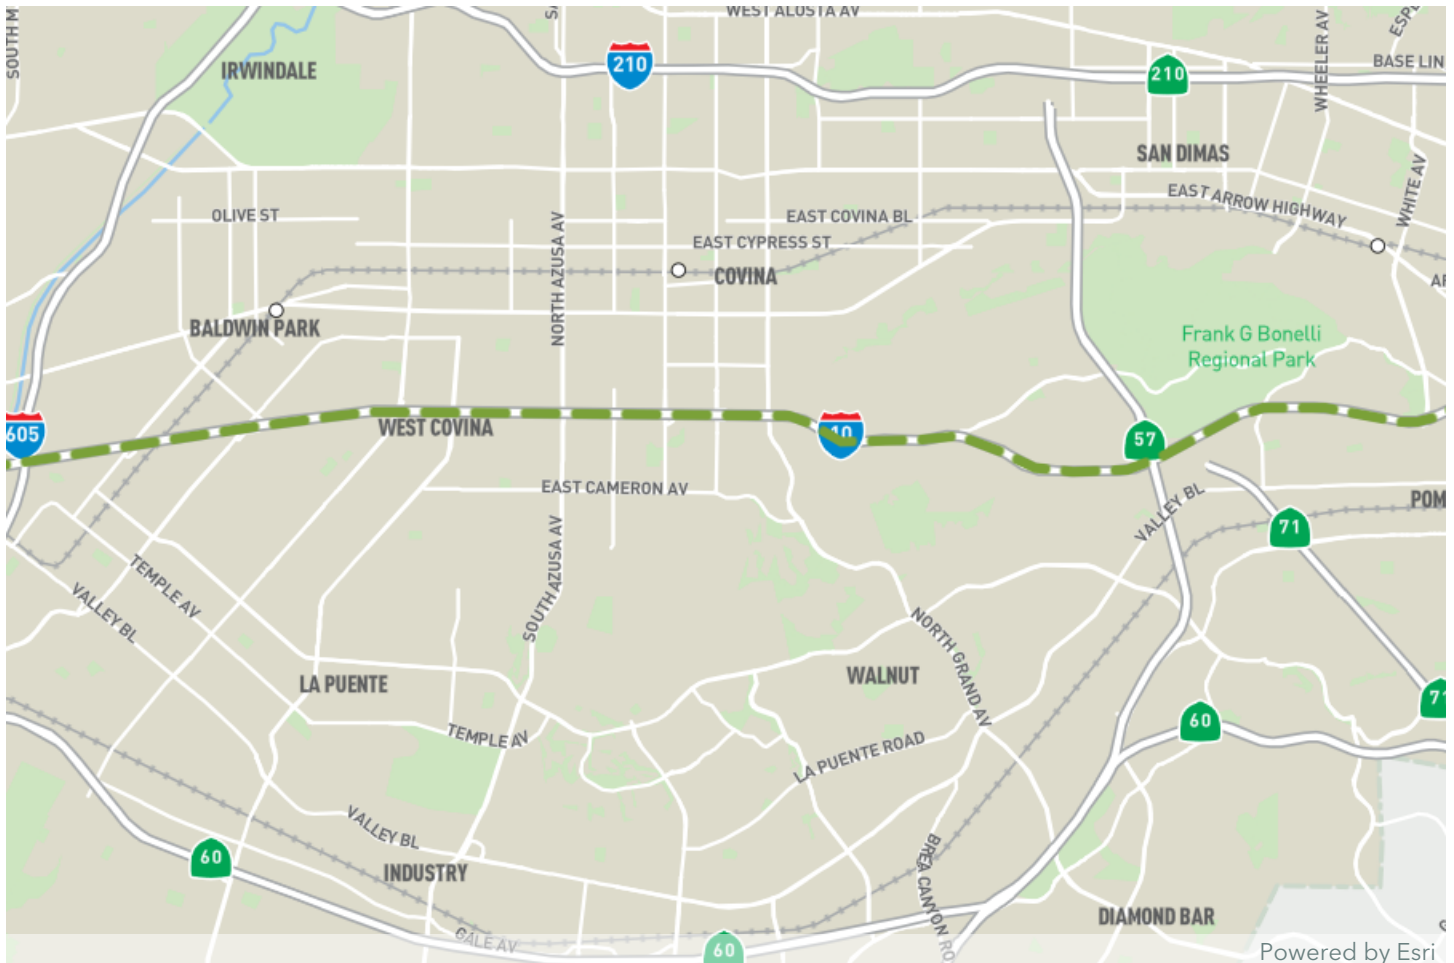 SOUTH M
WEST ALOSTA AV
WHEELER AV
ESPE
IRWINDALE
210
210
BASE LIN
SAN DIMAS
WHITE AV
EAST ARROW HIGHWAY
OLIVE ST
NORTH AZUSA AV
EAST COVINA BL
EAST CYPRESS ST
COVINA
BALDWIN PARK
Frank G Bonelli
Regional Park
605
WEST COVINA
10
57
EAST CAMERON AV
VALLEY BL
71
POM
TEMPLE AV
VALLEY BL
SOUTH AZUSA AV
NORTH GRAND AV
LA PUENTE
WALNUT
71
60
TEMPLE AV
LA PUENTE ROAD
VALLEY BL
60
INDUSTRY
BREA CANYON RO
DIAMOND BAR
GALE AV
60
Powered by Esri